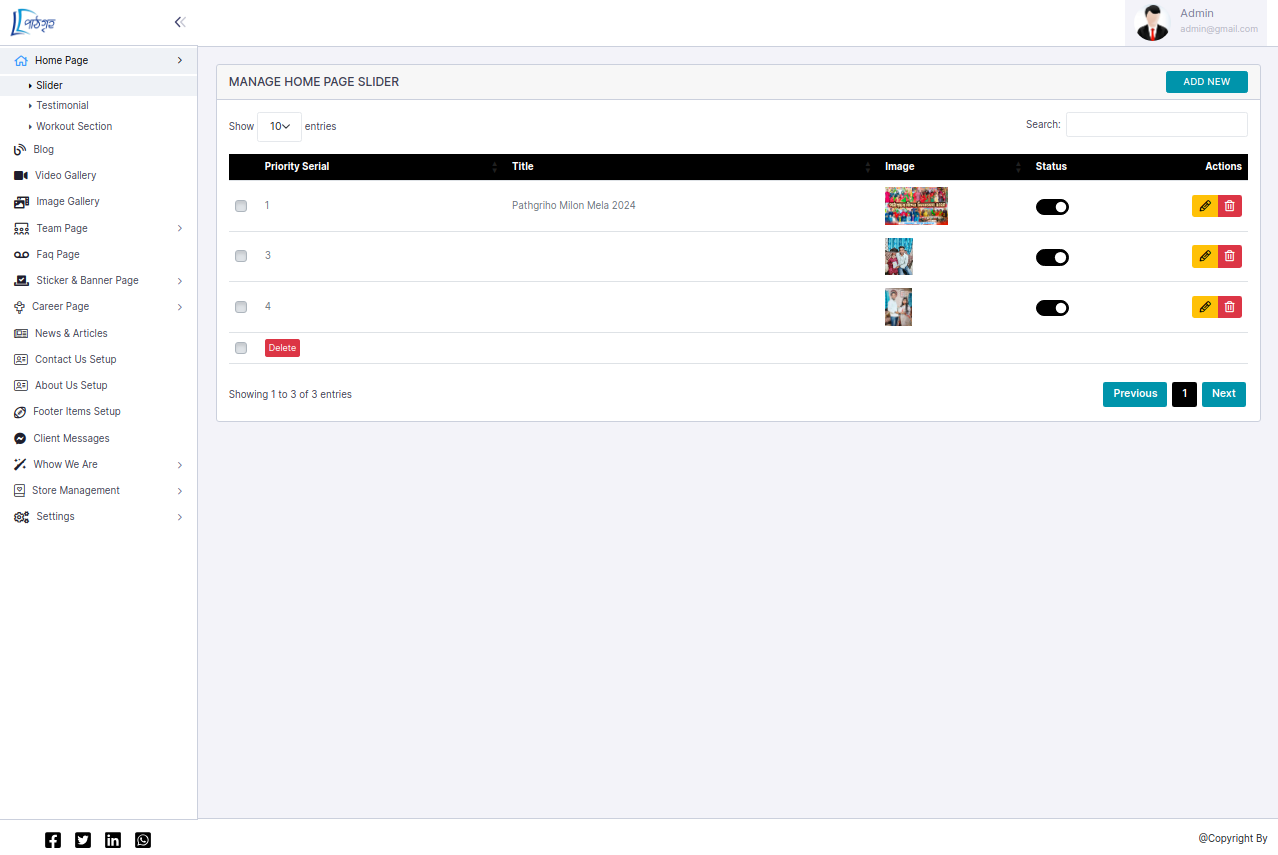 পাঠগৃহ
Admin
admin@gmail.com
Home Page
Slider
Testimonial
Workout Section
Blog
Video Gallery
Image Gallery
Team Page
Faq Page
Sticker & Banner Page
Career Page
News & Articles
Contact Us Setup
About Us Setup
Footer Items Setup
Client Messages
Whow We Are
Store Management
Settings
MANAGE HOME PAGE SLIDER
ADD NEW
Show 10 entries
Search:
Priority Serial Title Image Status Actions
1 Pathgriho Milon Mela 2024
3
4
Delete
Showing 1 to 3 of 3 entries
Previous 1 Next
@Copyright By